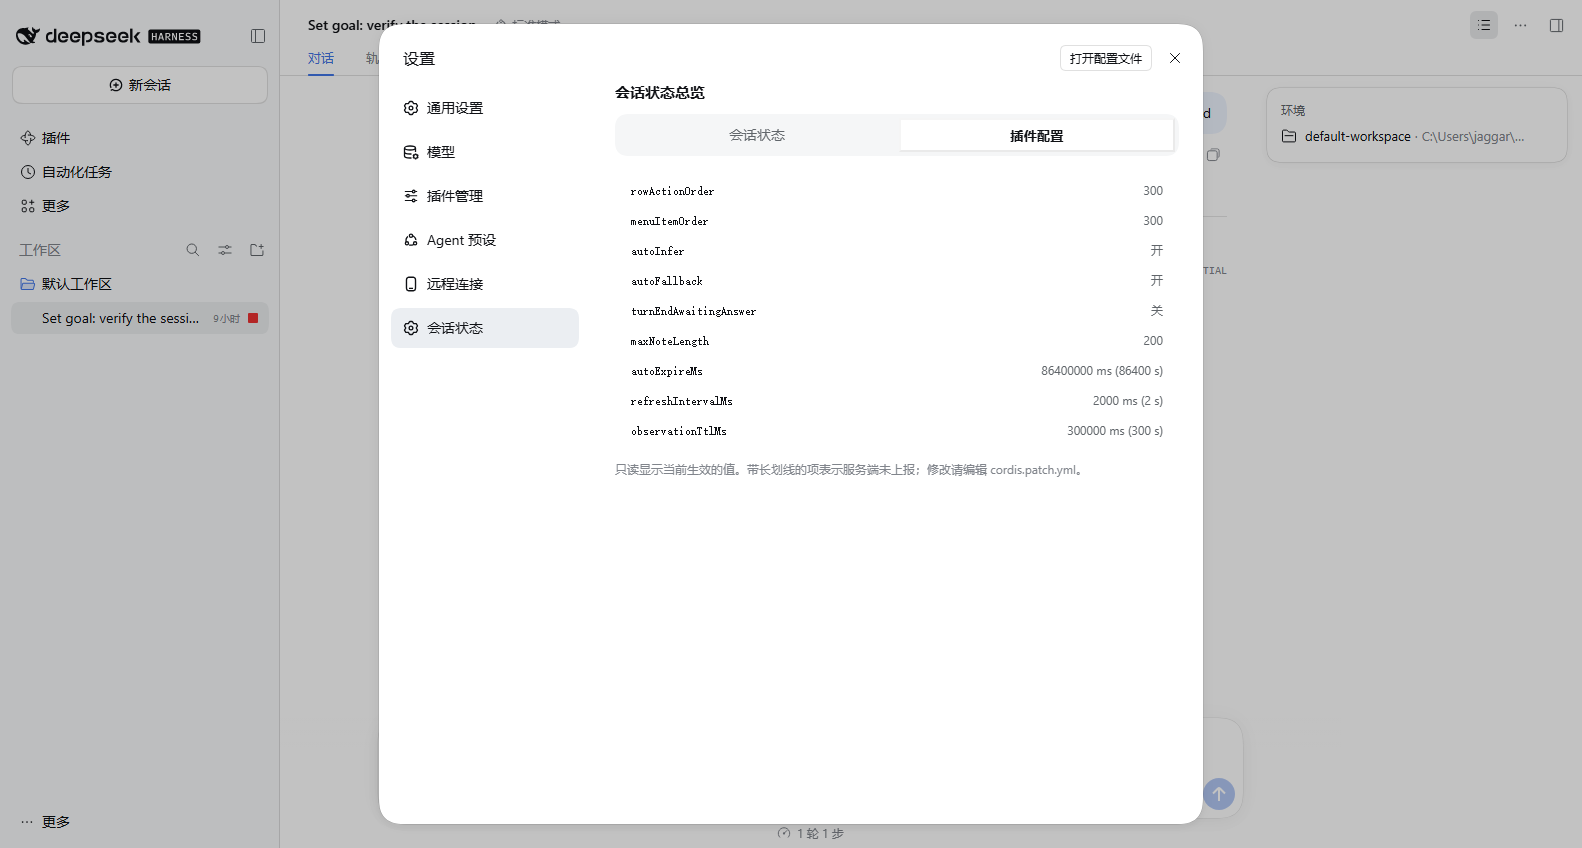 deepseek HARNESS
新会话
插件
自动化任务
更多
工作区
默认工作区
Set goal: verify the sessi... 9小时
更多
Set goal: verify the session
对话
设置
打开配置文件
通用设置
模型
插件管理
Agent 预设
远程连接
会话状态
会话状态总览
会话状态 插件配置
rowActionOrder 300
menuItemOrder 300
autoInfer 开
autoFallback 开
turnEndAwaitingAnswer 关
maxNoteLength 200
autoExpireMs 86400000 ms (86400 s)
refreshIntervalMs 2000 ms (2 s)
observationTtlMs 300000 ms (300 s)
只读显示当前生效的值。带长划线的项表示服务端未上报；修改请编辑 cordis.patch.yml。
d
TIAL
环境
default-workspace · C:\Users\jaggar\...
1 轮 1 步